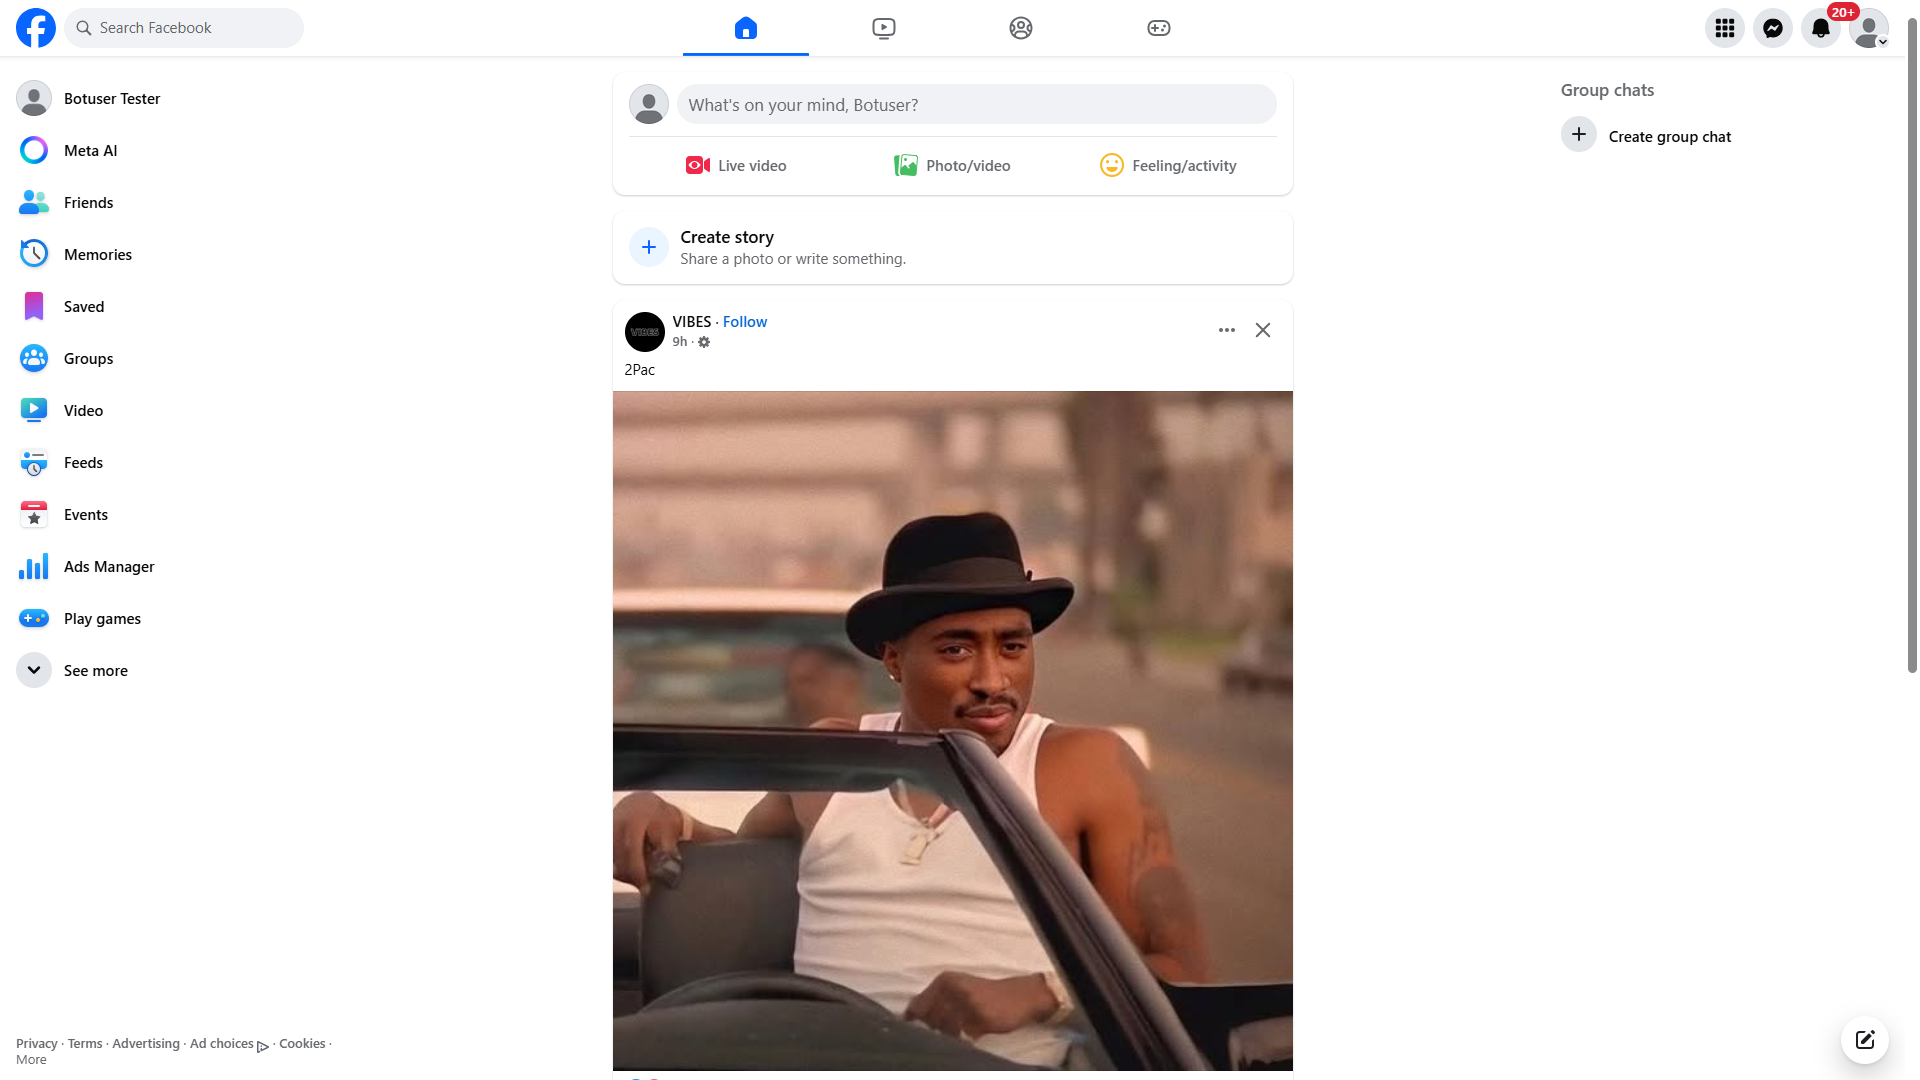 Search Facebook
20+
Botuser Tester
Meta AI
Friends
Memories
Saved
Groups
Video
Feeds
Events
Ads Manager
Play games
See more
Privacy · Terms · Advertising · Ad choices · Cookies ·
More
What's on your mind, Botuser?
Live video
Photo/video
Feeling/activity
Create story
Share a photo or write something.
VIBES
VIBES · Follow
9h ·
2Pac
Group chats
Create group chat